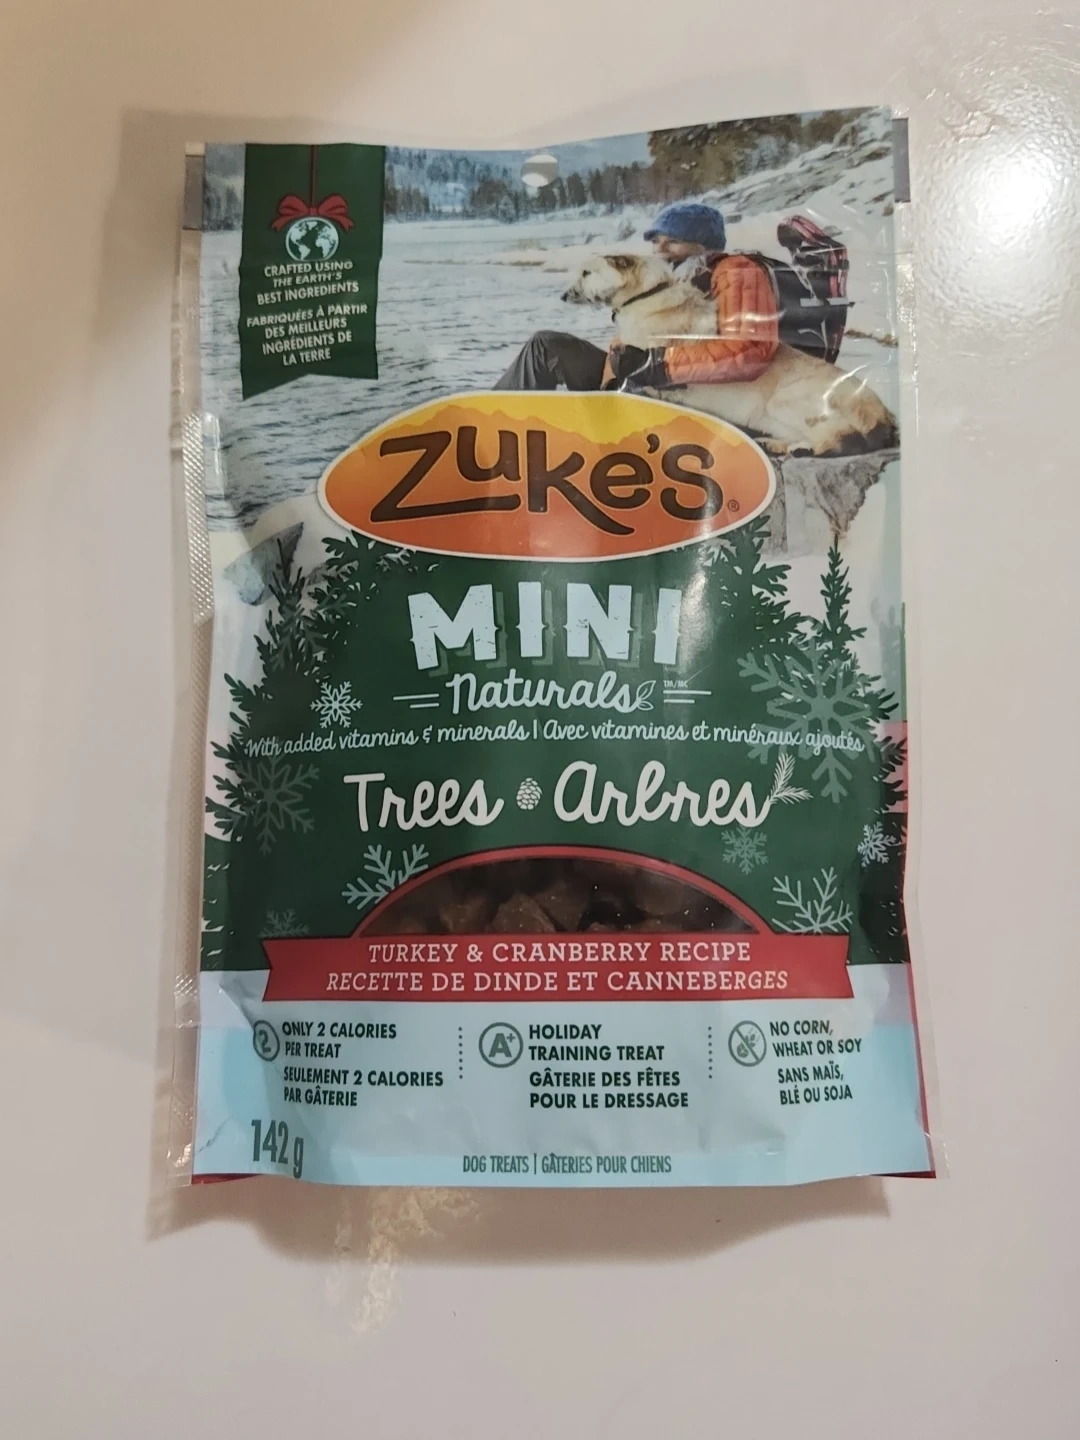 CRAFTED USING
THE EARTH'S
BEST INGREDIENTS
FABRIQUÉES À PARTIR
DES MEILLEURS
INGRÉDIENTS DE
LA TERRE
Zuke's®
MINI
Naturals™/MC
With added vitamins & minerals | Avec vitamines et minéraux ajoutés
Trees Arbres
TURKEY & CRANBERRY RECIPE
RECETTE DE DINDE ET CANNEBERGES
2
ONLY 2 CALORIES
PER TREAT
SEULEMENT 2 CALORIES
PAR GÂTERIE
A+
HOLIDAY
TRAINING TREAT
GÂTERIE DES FÊTES
POUR LE DRESSAGE
NO CORN,
WHEAT OR SOY
SANS MAÏS,
BLÉ OU SOJA
142 g
DOG TREATS | GÂTERIES POUR CHIENS